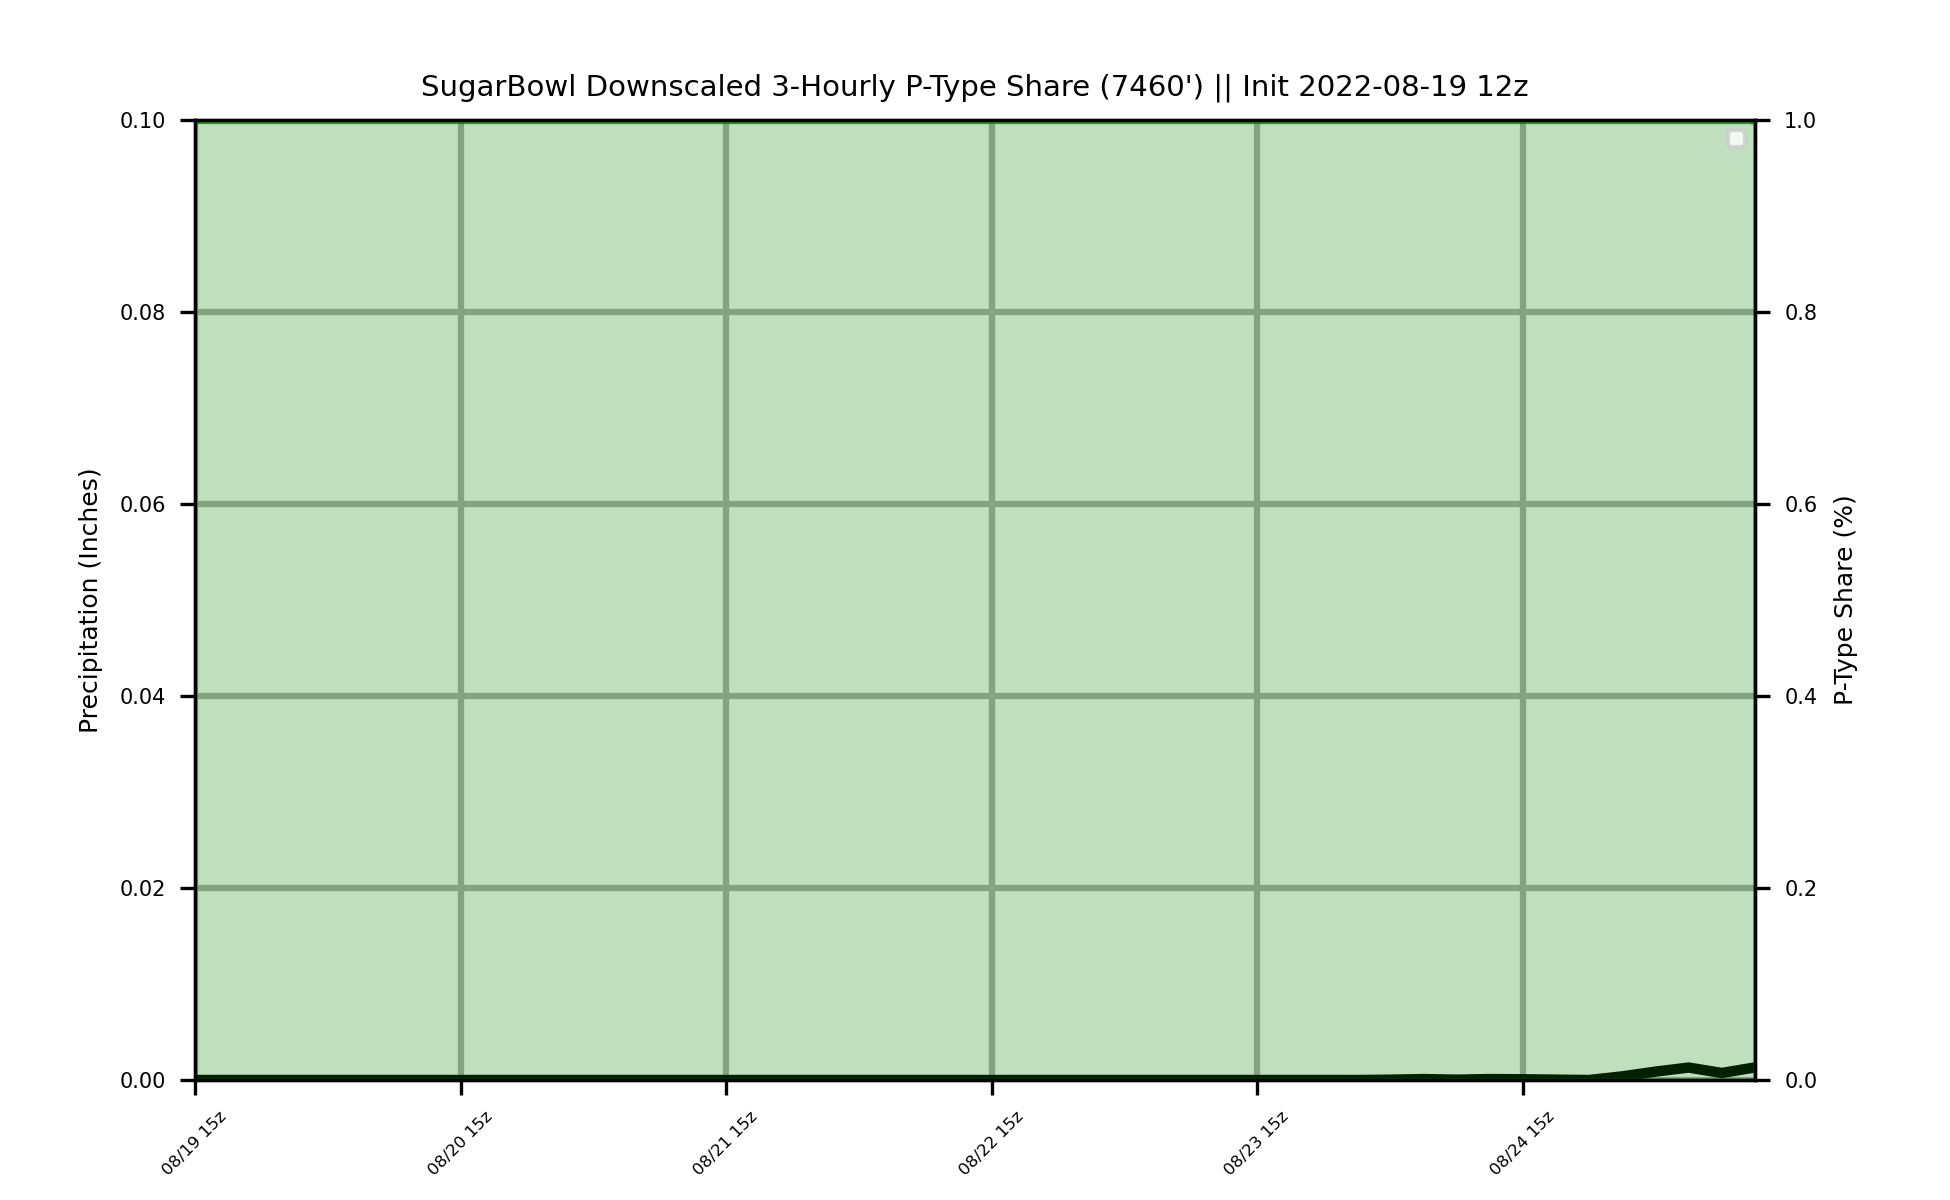 SugarBowl Downscaled 3-Hourly P-Type Share (7460') || Init 2022-08-19 12z
0.10
0.08
0.06
0.04
0.02
0.00
Precipitation (Inches)
1.0
0.8
0.6
0.4
0.2
0.0
P-Type Share (%)
08/19 15z
08/20 15z
08/21 15z
08/22 15z
08/23 15z
08/24 15z